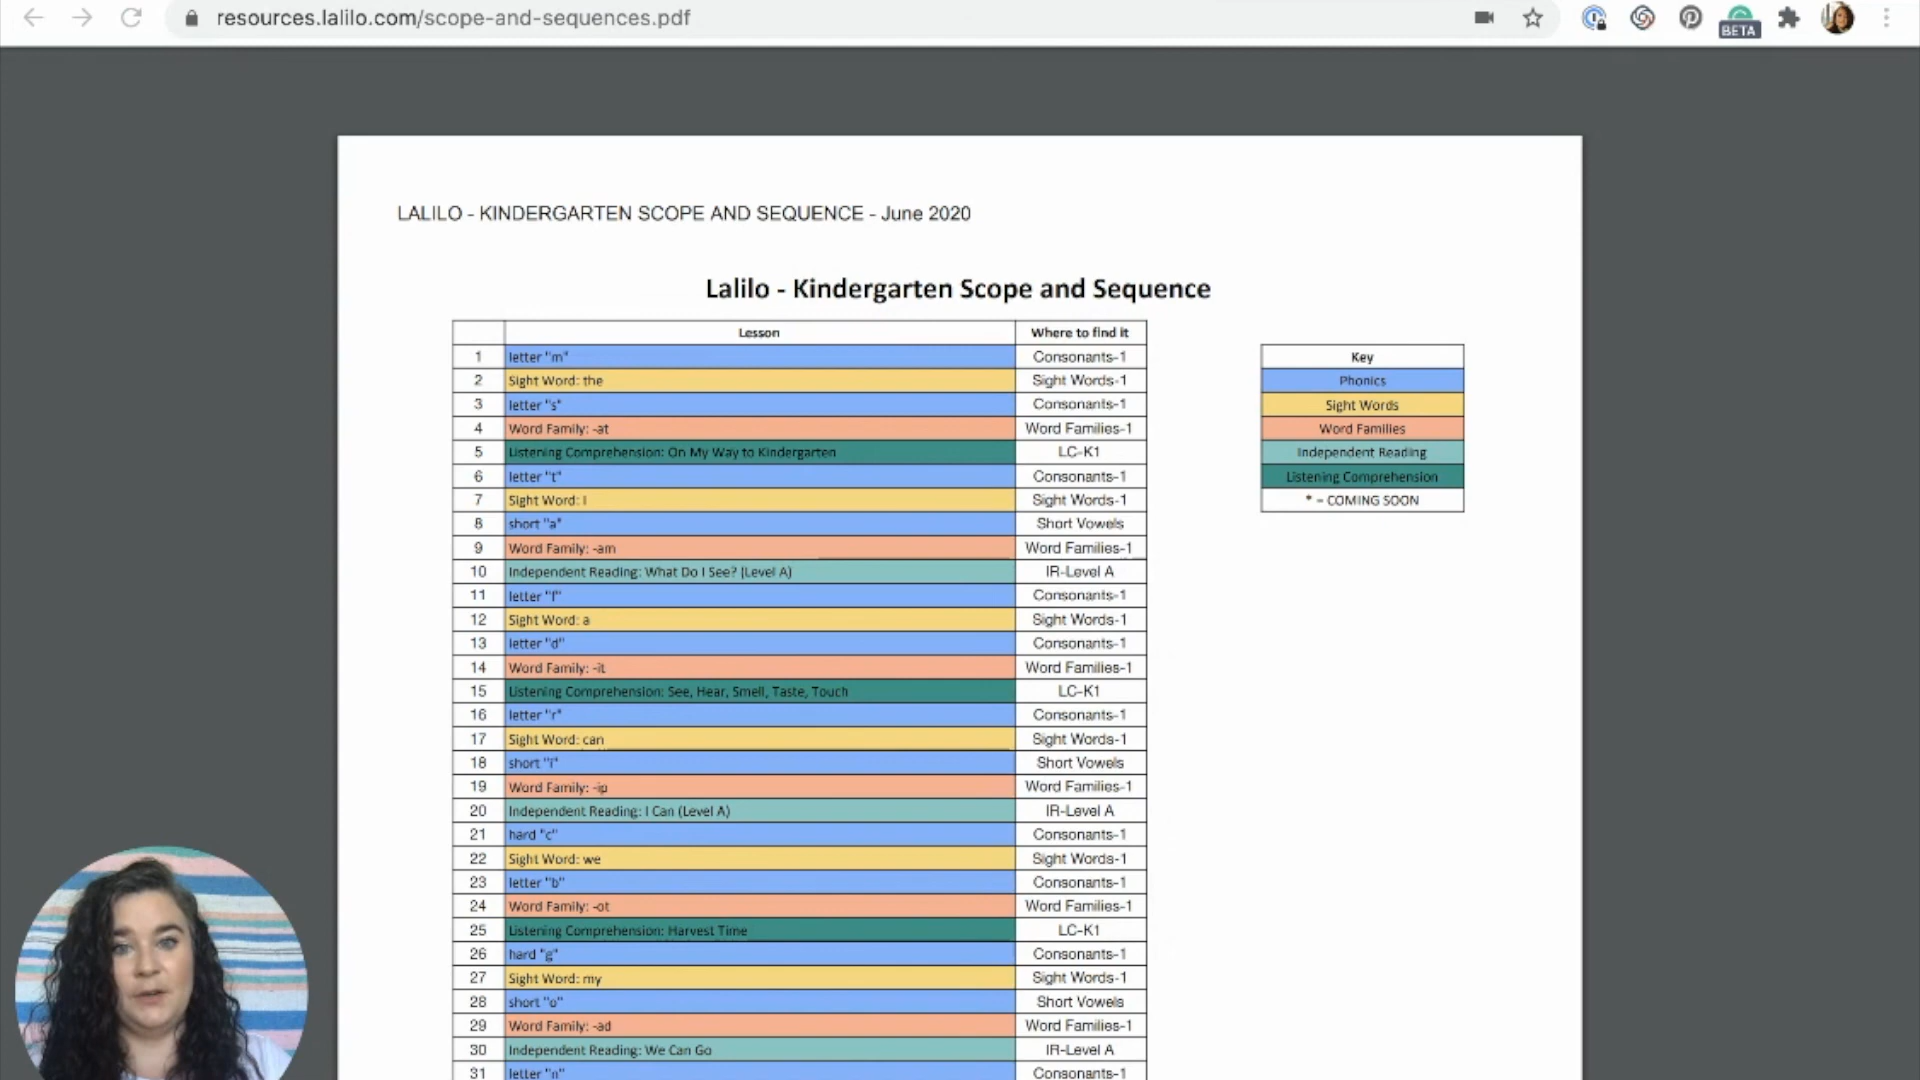 resources.lalilo.com/scope-and-sequences.pdf
BETA
LALILO - KINDERGARTEN SCOPE AND SEQUENCE - June 2020
Lalilo - Kindergarten Scope and Sequence
Lesson Where to find it
1 letter "m" Consonants-1
2 Sight Word: the Sight Words-1
3 letter "s" Consonants-1
4 Word Family: -at Word Families-1
5 Listening Comprehension: On My Way to Kindergarten LC-K1
6 letter "t" Consonants-1
7 Sight Word: I Sight Words-1
8 short "a" Short Vowels
9 Word Family: -am Word Families-1
10 Independent Reading: What Do I See? (Level A) IR-Level A
11 letter "f" Consonants-1
12 Sight Word: a Sight Words-1
13 letter "d" Consonants-1
14 Word Family: -it Word Families-1
15 Listening Comprehension: See, Hear, Smell, Taste, Touch LC-K1
16 letter "r" Consonants-1
17 Sight Word: can Sight Words-1
18 short "i" Short Vowels
19 Word Family: -ip Word Families-1
20 Independent Reading: I Can (Level A) IR-Level A
21 hard "c" Consonants-1
22 Sight Word: we Sight Words-1
23 letter "b" Consonants-1
24 Word Family: -ot Word Families-1
25 Listening Comprehension: Harvest Time LC-K1
26 hard "g" Consonants-1
27 Sight Word: my Sight Words-1
28 short "o" Short Vowels
29 Word Family: -ad Word Families-1
30 Independent Reading: We Can Go IR-Level A
31 letter "n" Consonants-1
Key
Phonics
Sight Words
Word Families
Independent Reading
Listening Comprehension
* = COMING SOON